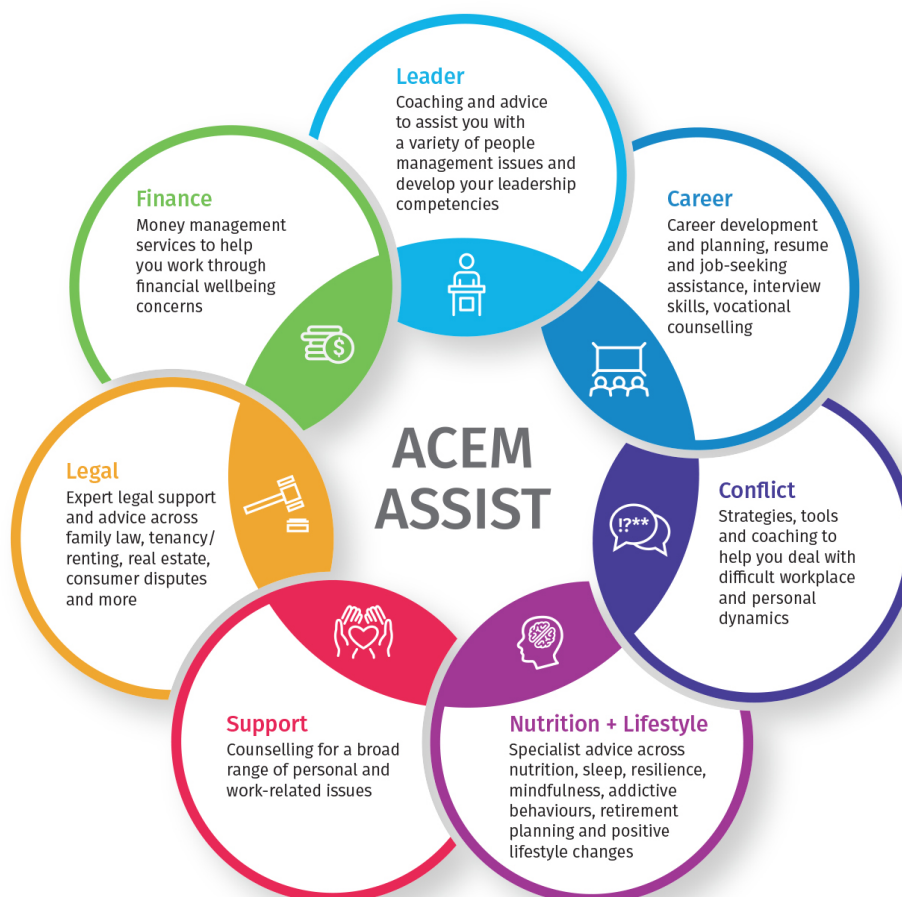 Leader
Coaching and advice
to assist you with
a variety of people
management issues and
develop your leadership
competencies
Career
Career development
and planning, resume
and job-seeking
assistance, interview
skills, vocational
counselling
Conflict
Strategies, tools
and coaching to
help you deal with
difficult workplace
and personal
dynamics
!?**
Nutrition + Lifestyle
Specialist advice across
nutrition, sleep, resilience,
mindfulness, addictive
behaviours, retirement
planning and positive
lifestyle changes
Support
Counselling for a broad
range of personal and
work-related issues
Legal
Expert legal support
and advice across
family law, tenancy/
renting, real estate,
consumer disputes
and more
Finance
Money management
services to help
you work through
financial wellbeing
concerns
$
ACEM
ASSIST